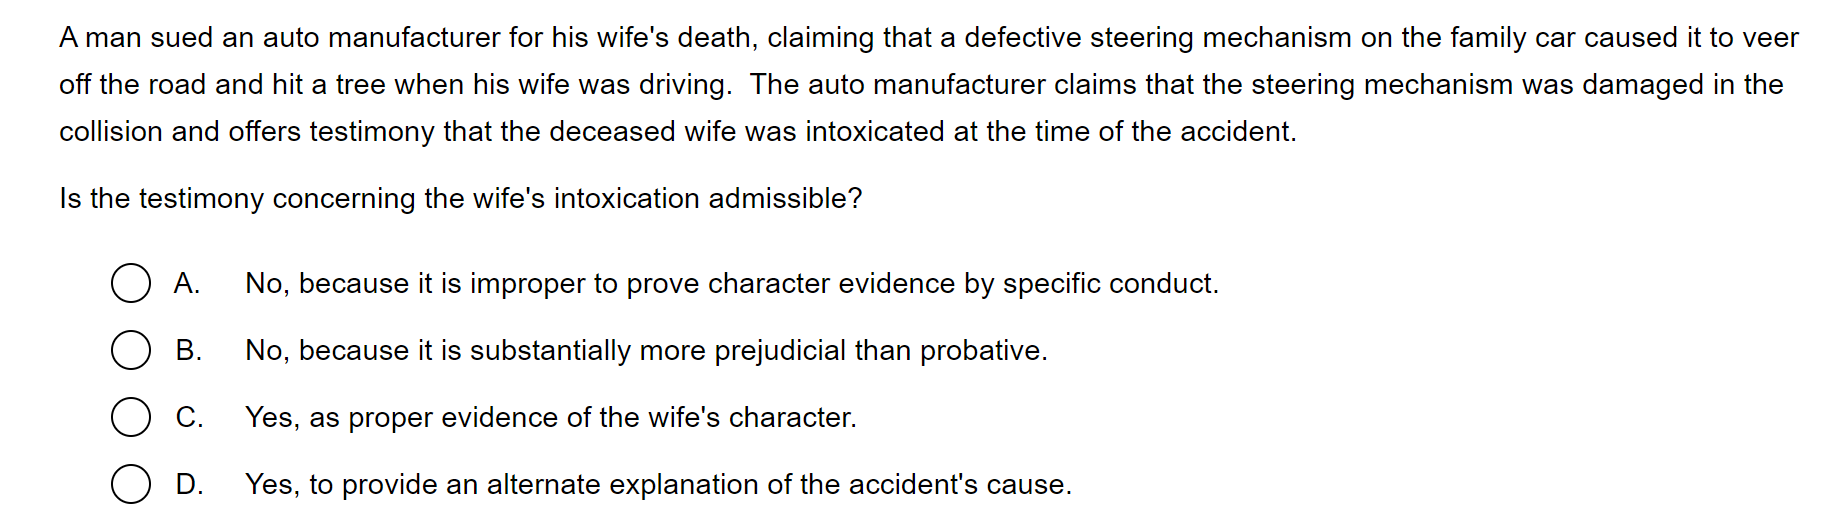 A man sued an auto manufacturer for his wife's death, claiming that a defective steering mechanism on the family car caused it to veer
off the road and hit a tree when his wife was driving.  The auto manufacturer claims that the steering mechanism was damaged in the
collision and offers testimony that the deceased wife was intoxicated at the time of the accident.
Is the testimony concerning the wife's intoxication admissible?
A. No, because it is improper to prove character evidence by specific conduct.
B. No, because it is substantially more prejudicial than probative.
C. Yes, as proper evidence of the wife's character.
D. Yes, to provide an alternate explanation of the accident's cause.